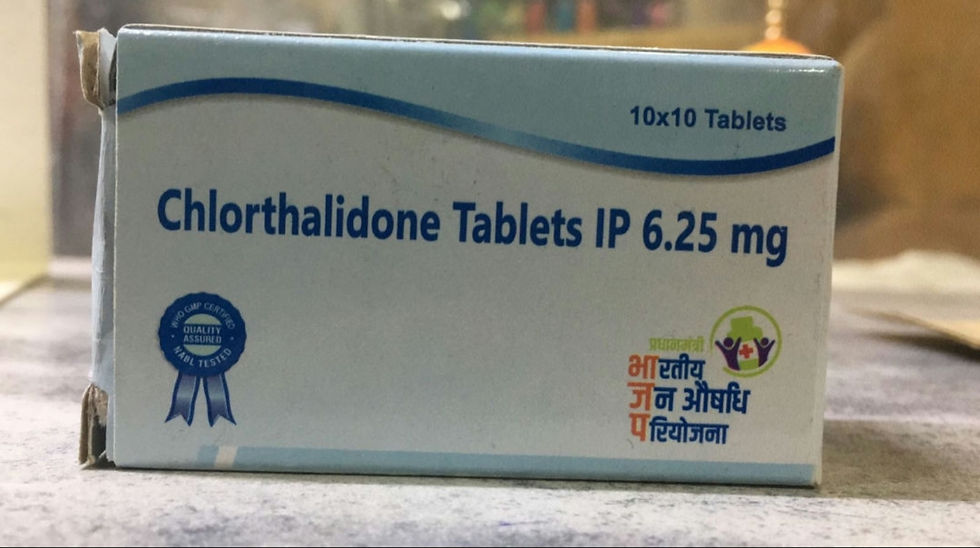 10x10 Tablets
Chlorthalidone Tablets IP 6.25 mg
WHO GMP CERTIFIED
QUALITY
ASSURED
NABL TESTED
प्रधानमंत्री
भारतीय
जन औषधि
परियोजना